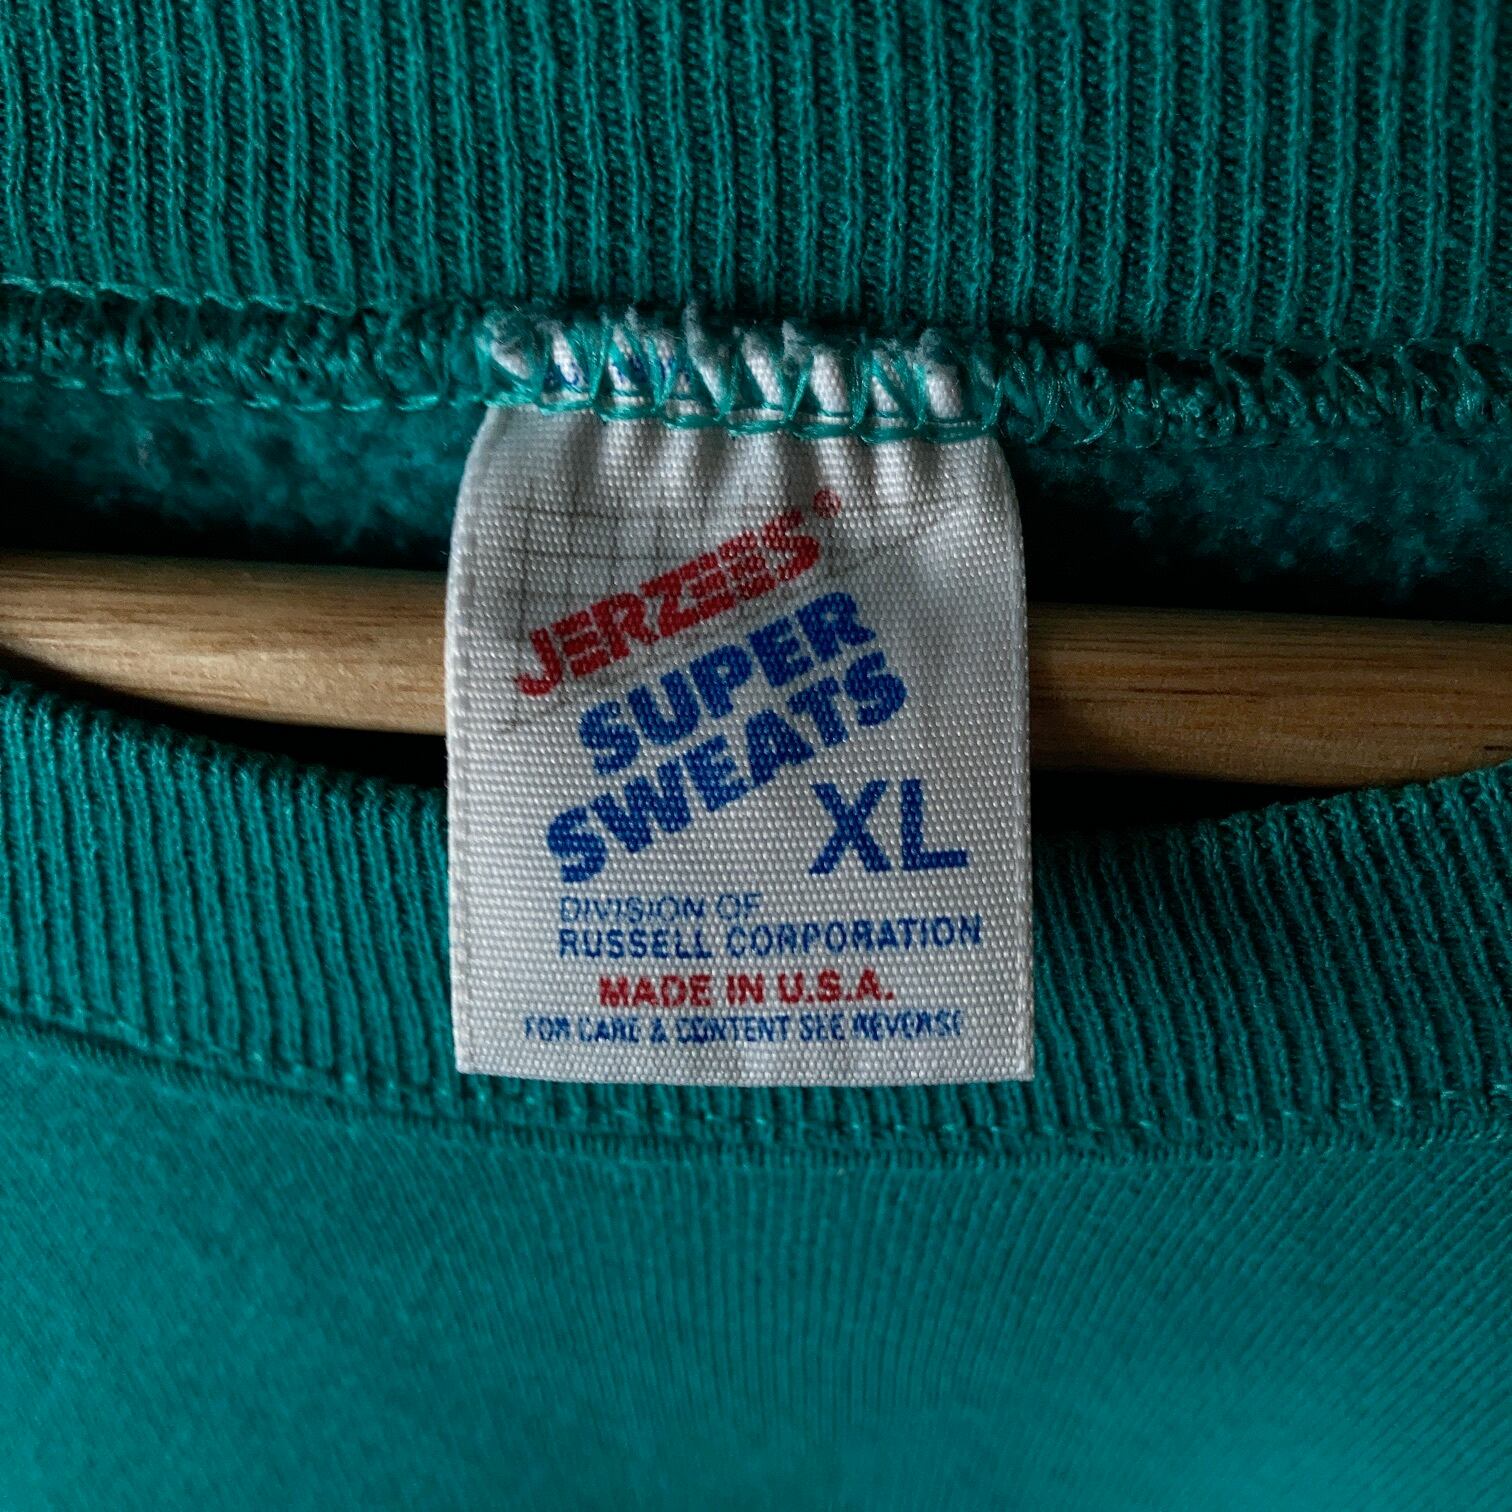 JERZEES®
SUPER
SWEATS
XL
DIVISION OF
RUSSELL CORPORATION
MADE IN U.S.A.
FOR CARE & CONTENT SEE REVERSE